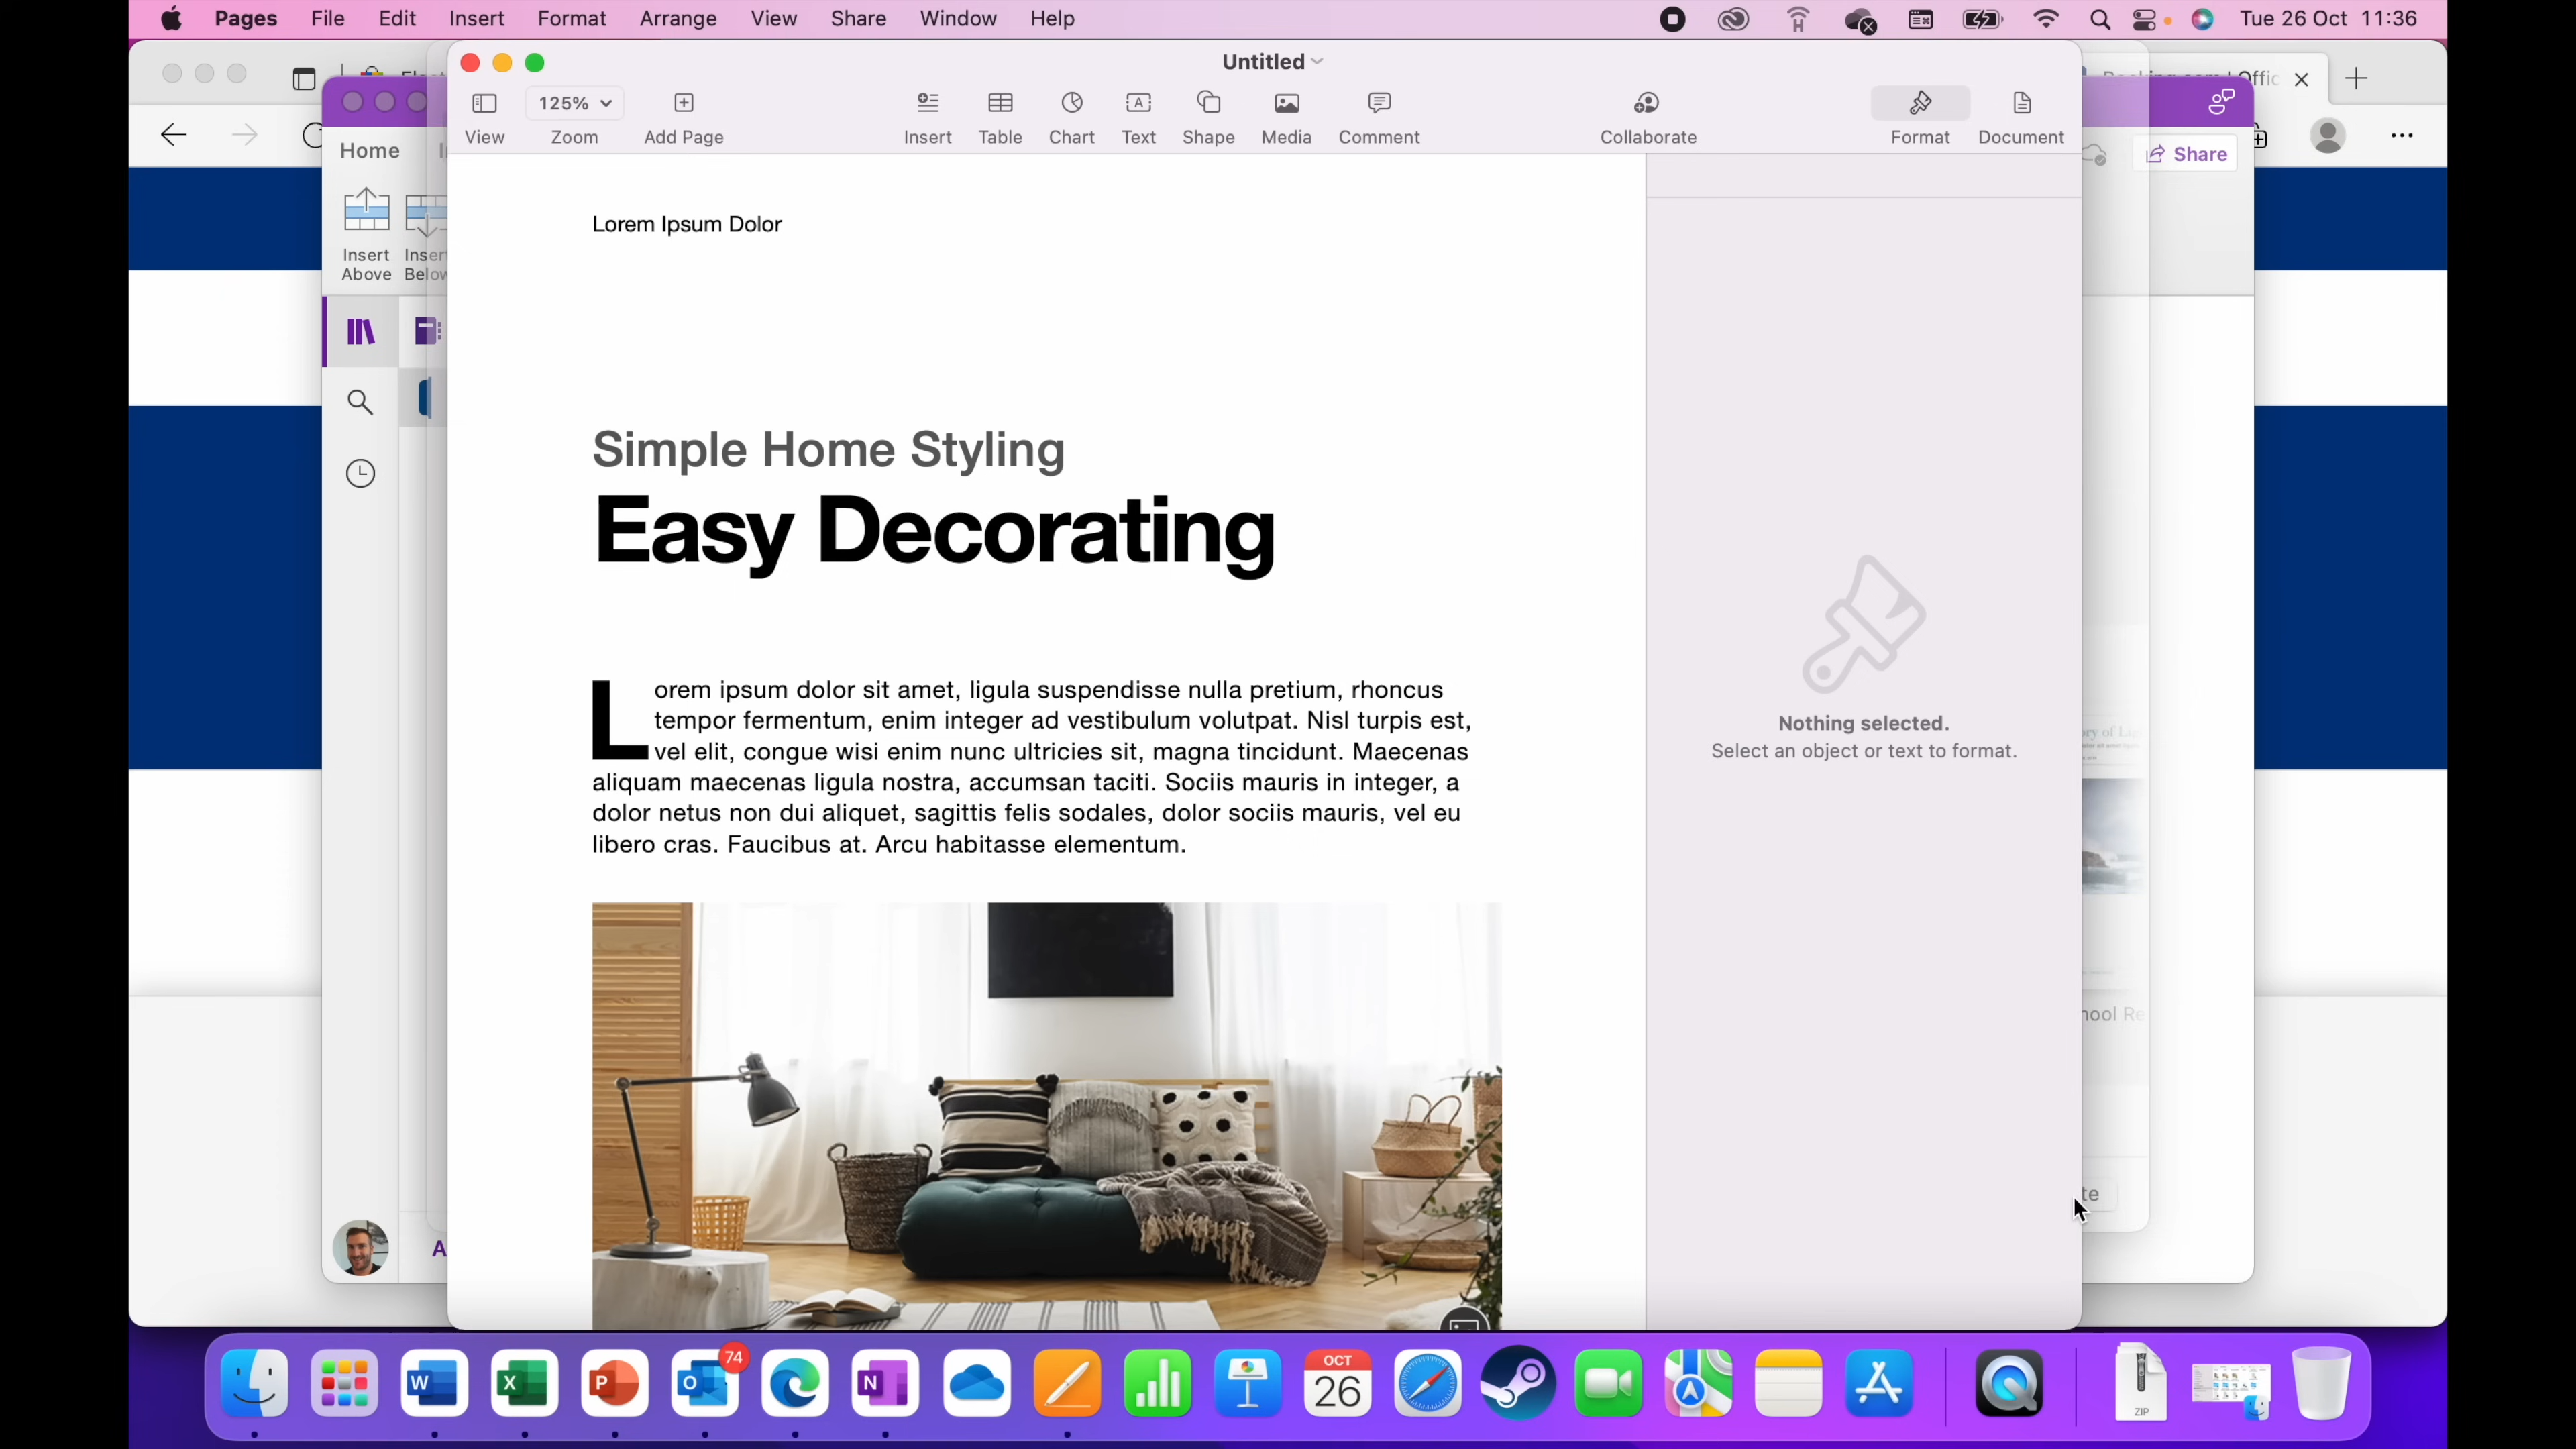 Pages File Edit Insert Format Arrange View Share Window Help Tue 26 Oct 11:36
Untitled
125%
View Zoom Add Page Insert Table Chart Text Shape Media Comment Collaborate Format Document
Home
Share
Insert Above
Insert Below
Lorem Ipsum Dolor
Simple Home Styling
Easy Decorating
Lorem ipsum dolor sit amet, ligula suspendisse nulla pretium, rhoncus
tempor fermentum, enim integer ad vestibulum volutpat. Nisl turpis est,
vel elit, congue wisi enim nunc ultricies sit, magna tincidunt. Maecenas
aliquam maecenas ligula nostra, accumsan taciti. Sociis mauris in integer, a
dolor netus non dui aliquet, sagittis felis sodales, dolor sociis mauris, vel eu
libero cras. Faucibus at. Arcu habitasse elementum.
Nothing selected.
Select an object or text to format.
74
OCT
26
ZIP